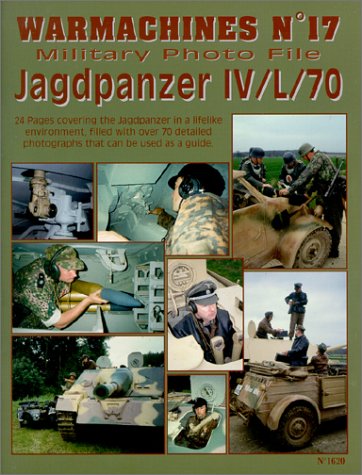 WARMACHINES N°17
Military Photo File
Jagdpanzer IV/L/70
24 Pages covering the Jagdpanzer in a lifelike
environment, filled with over 70 detailed
photographs that can be used as a guide.
N°1620